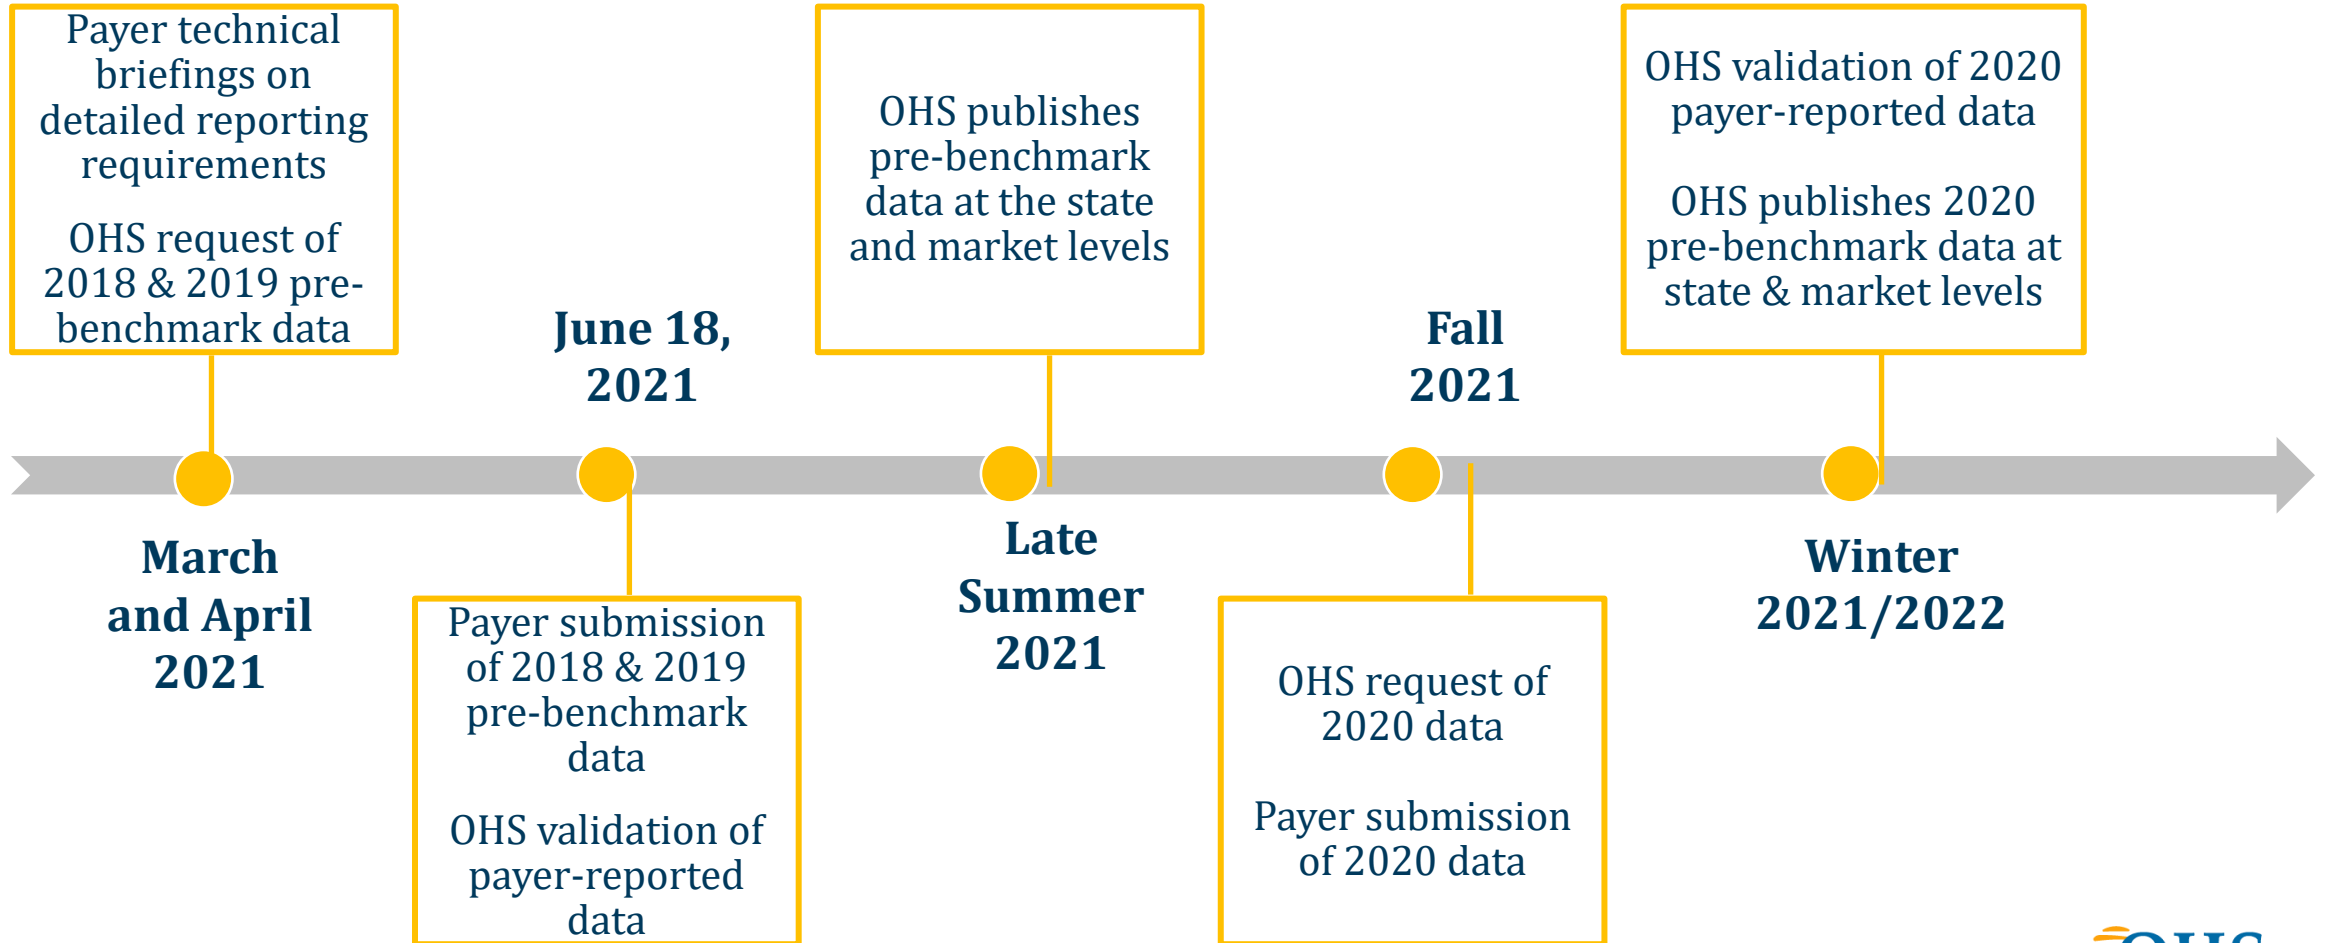 Payer technical
briefings on
detailed reporting
requirements
OHS request of
2018 & 2019 pre-
benchmark data
March
and April
2021
June 18,
2021
Payer submission
of 2018 & 2019
pre-benchmark
data
OHS validation of
payer-reported
data
OHS publishes
pre-benchmark
data at the state
and market levels
Late
Summer
2021
Fall
2021
OHS request of
2020 data
Payer submission
of 2020 data
OHS validation of 2020
payer-reported data
OHS publishes 2020
pre-benchmark data at
state & market levels
Winter
2021/2022
OHS